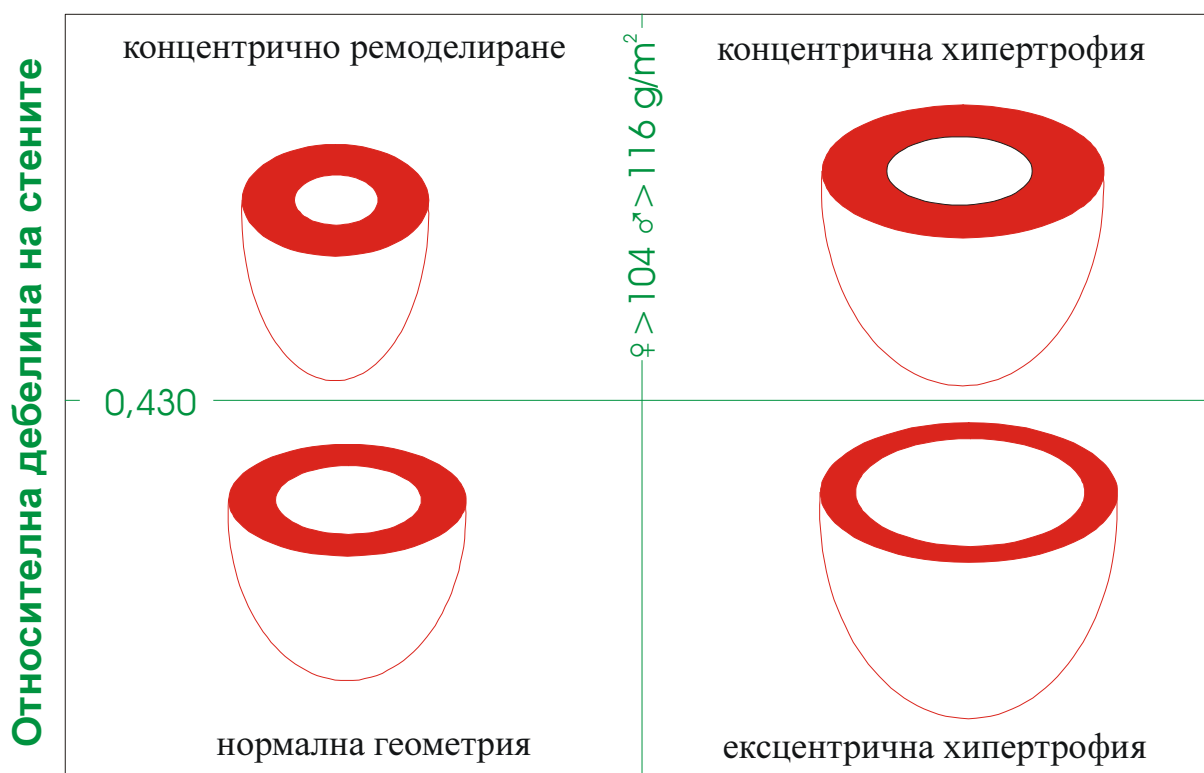 Относителна дебелина на стените
концентрично ремоделиране
♀ >104 ♂ >116 g/m²
концентрична хипертрофия
0,430
нормална геометрия
ексцентрична хипертрофия